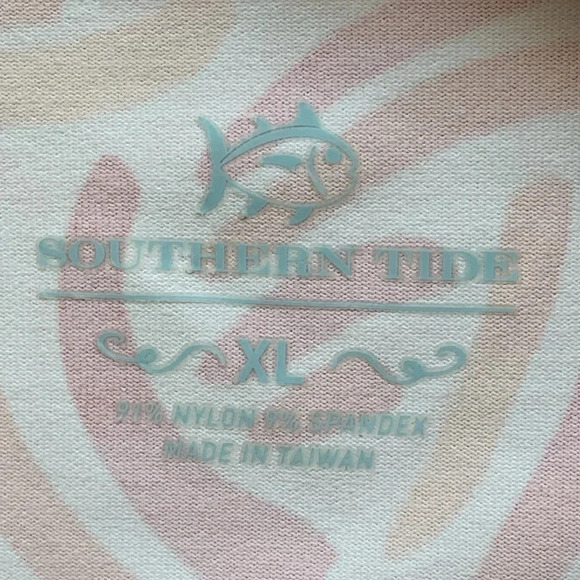 SOUTHERN TIDE
XL
91% NYLON 9% SPANDEX
MADE IN TAIWAN